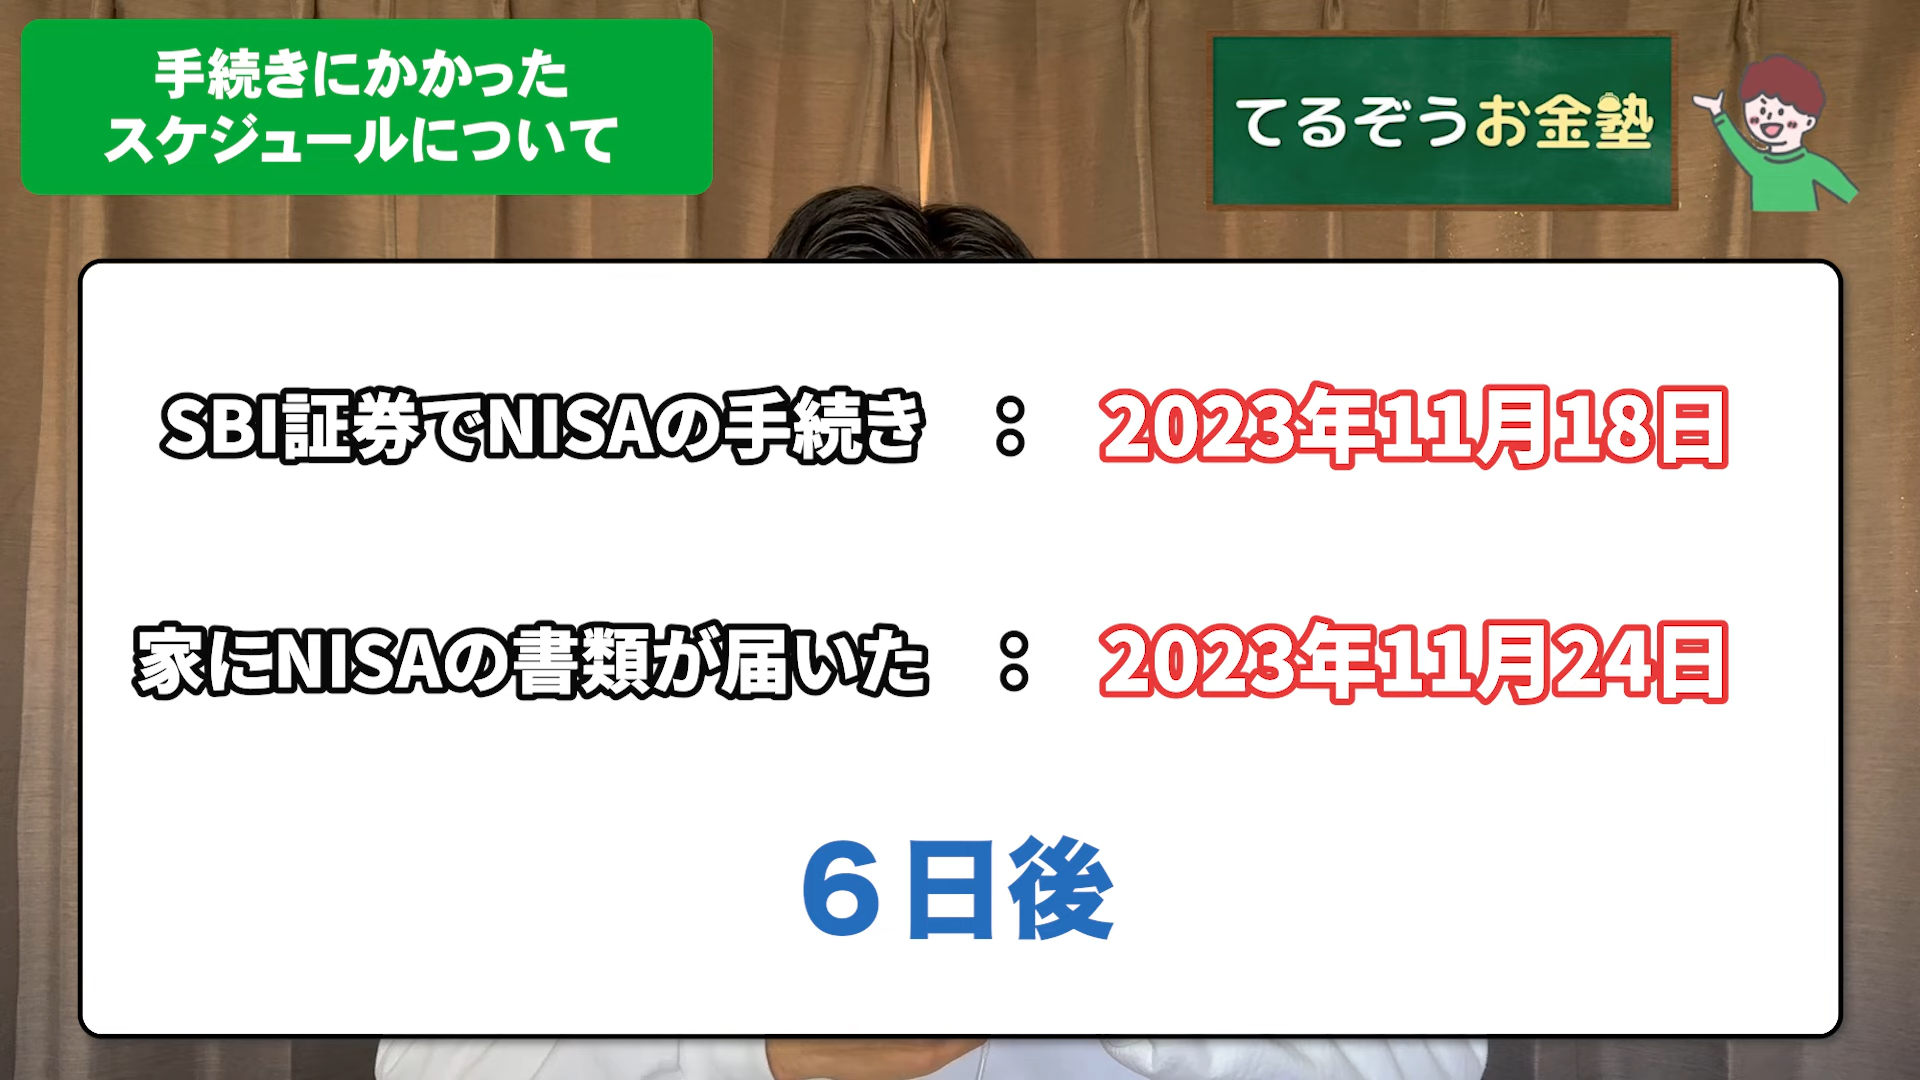 手続きにかかった
スケジュールについて
てるぞうお金塾
SBI証券でNISAの手続き : 2023年11月18日
家にNISAの書類が届いた : 2023年11月24日
6日後